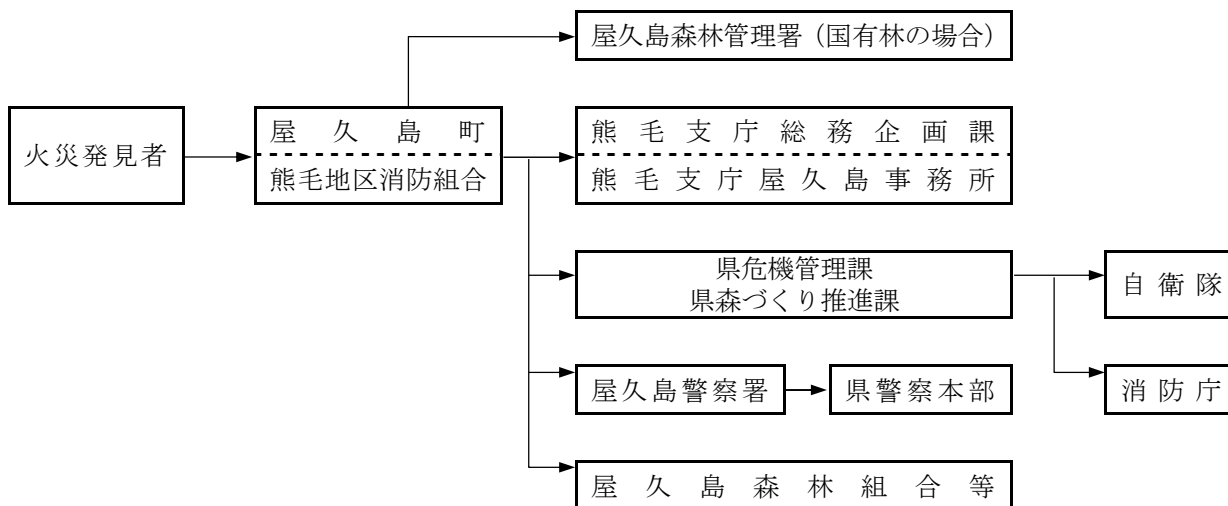 屋久島森林管理署（国有林の場合）
火災発見者
屋久島町
熊毛地区消防組合
熊毛支庁総務企画課
熊毛支庁屋久島事務所
県危機管理課
県森づくり推進課
自衛隊
屋久島警察署
県警察本部
消防庁
屋久島森林組合等